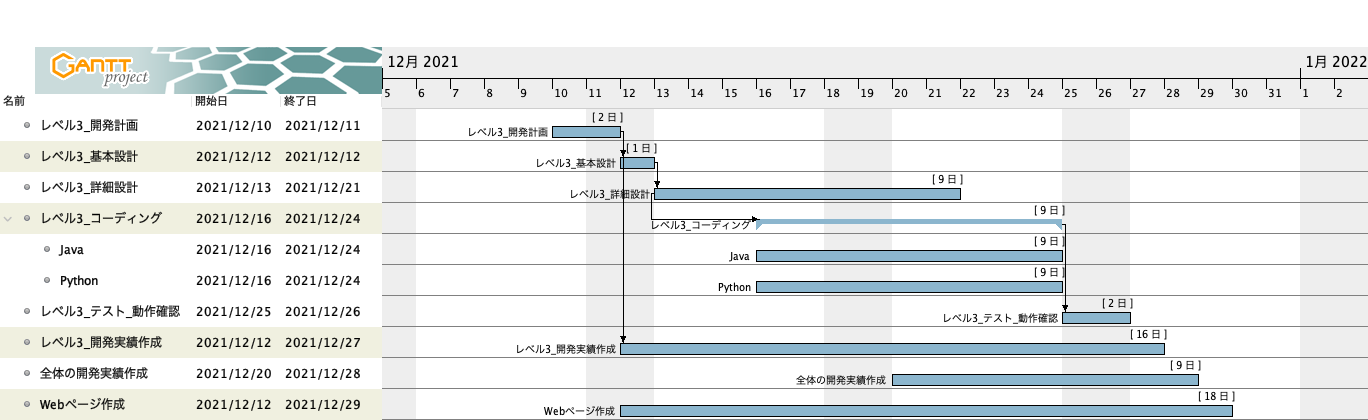 GANTT
project
12月 2021
1月 2022
5 6 7 8 9 10 11 12 13 14 15 16 17 18 19 20 21 22 23 24 25 26 27 28 29 30 31 1 2
名前 開始日 終了日
レベル3_開発計画 2021/12/10 2021/12/11 レベル3_開発計画 [ 2 日 ]
レベル3_基本設計 2021/12/12 2021/12/12 レベル3_基本設計 [ 1 日 ]
レベル3_詳細設計 2021/12/13 2021/12/21 レベル3_詳細設計 [ 9 日 ]
レベル3_コーディング 2021/12/16 2021/12/24 レベル3_コーディング [ 9 日 ]
Java 2021/12/16 2021/12/24 Java [ 9 日 ]
Python 2021/12/16 2021/12/24 Python [ 9 日 ]
レベル3_テスト_動作確認 2021/12/25 2021/12/26 レベル3_テスト_動作確認 [ 2 日 ]
レベル3_開発実績作成 2021/12/12 2021/12/27 レベル3_開発実績作成 [ 16 日 ]
全体の開発実績作成 2021/12/20 2021/12/28 全体の開発実績作成 [ 9 日 ]
Webページ作成 2021/12/12 2021/12/29 Webページ作成 [ 18 日 ]